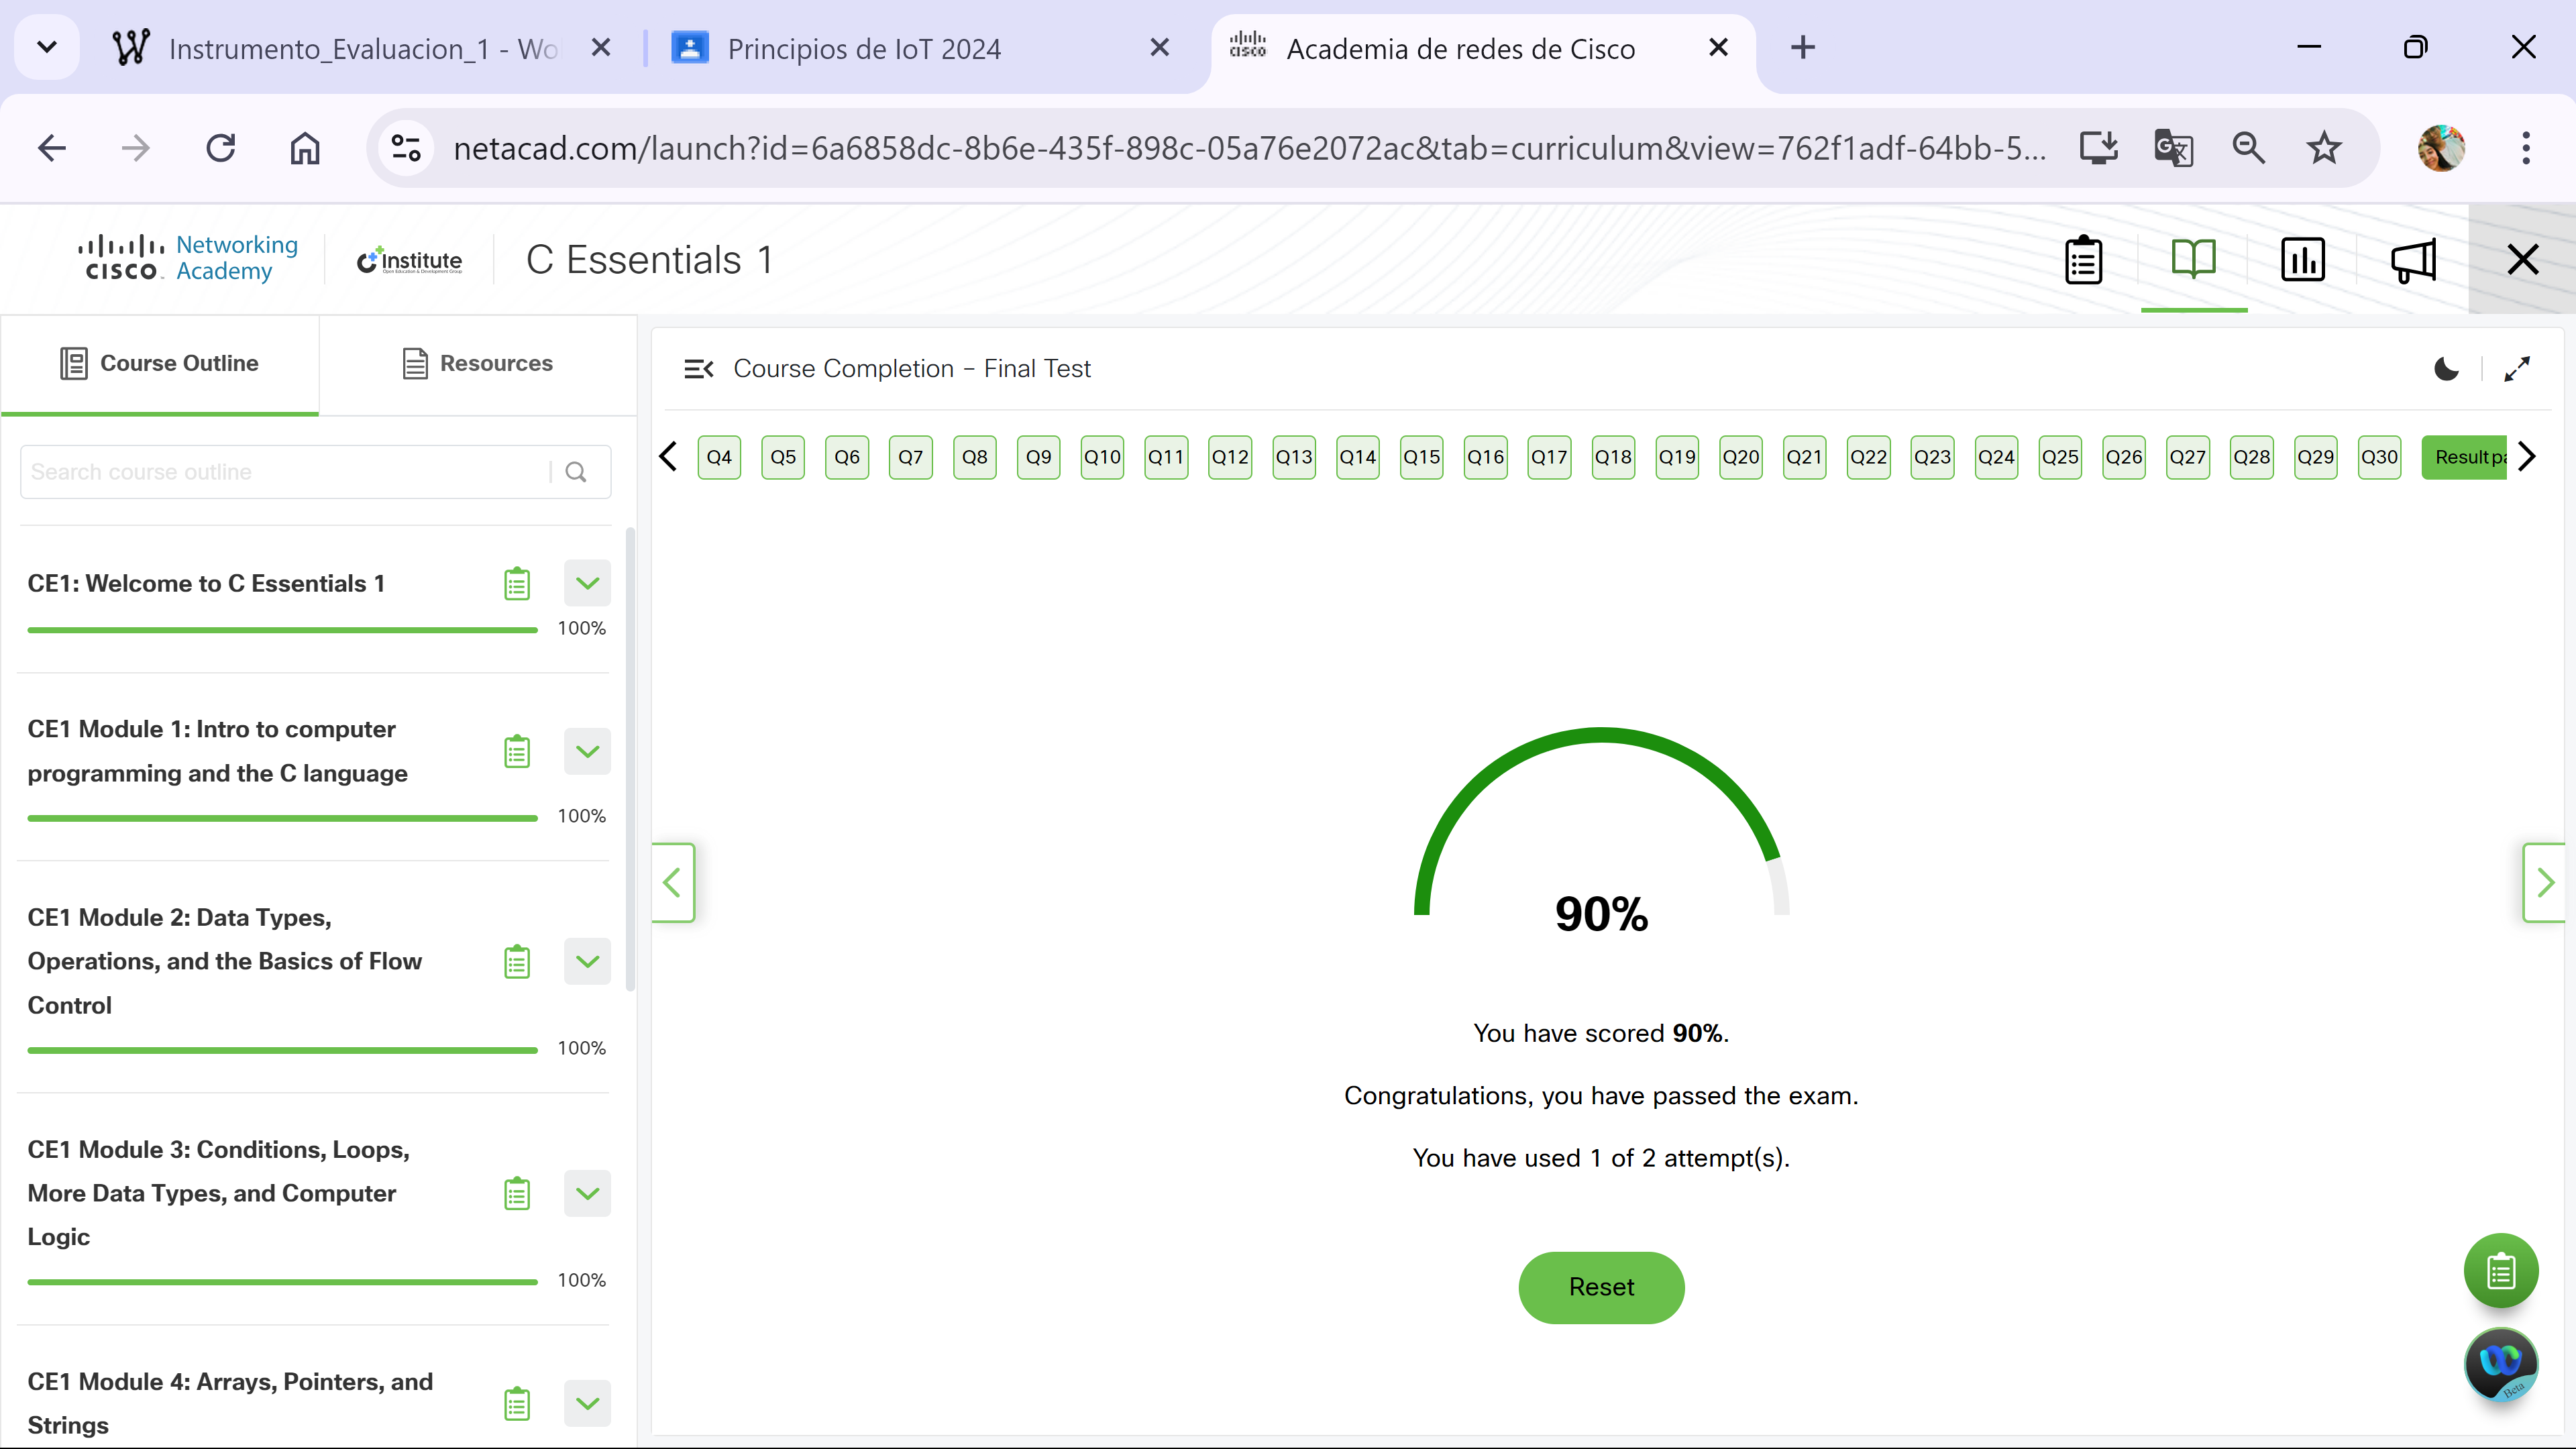 Instrumento_Evaluacion_1 - Wo
Principios de IoT 2024
Academia de redes de Cisco
netacad.com/launch?id=6a6858dc-8b6e-435f-898c-05a76e2072ac&tab=curriculum&view=762f1adf-64bb-5...
CISCO Networking Academy
C++ Institute
Open Education & Development Group
C Essentials 1
Course Outline
Resources
Search course outline
CE1: Welcome to C Essentials 1
100%
CE1 Module 1: Intro to computer
programming and the C language
100%
CE1 Module 2: Data Types,
Operations, and the Basics of Flow
Control
100%
CE1 Module 3: Conditions, Loops,
More Data Types, and Computer
Logic
100%
CE1 Module 4: Arrays, Pointers, and
Strings
Course Completion – Final Test
Q4 Q5 Q6 Q7 Q8 Q9 Q10 Q11 Q12 Q13 Q14 Q15 Q16 Q17 Q18 Q19 Q20 Q21 Q22 Q23 Q24 Q25 Q26 Q27 Q28 Q29 Q30 Result pa
90%
You have scored 90%.
Congratulations, you have passed the exam.
You have used 1 of 2 attempt(s).
Reset
Beta